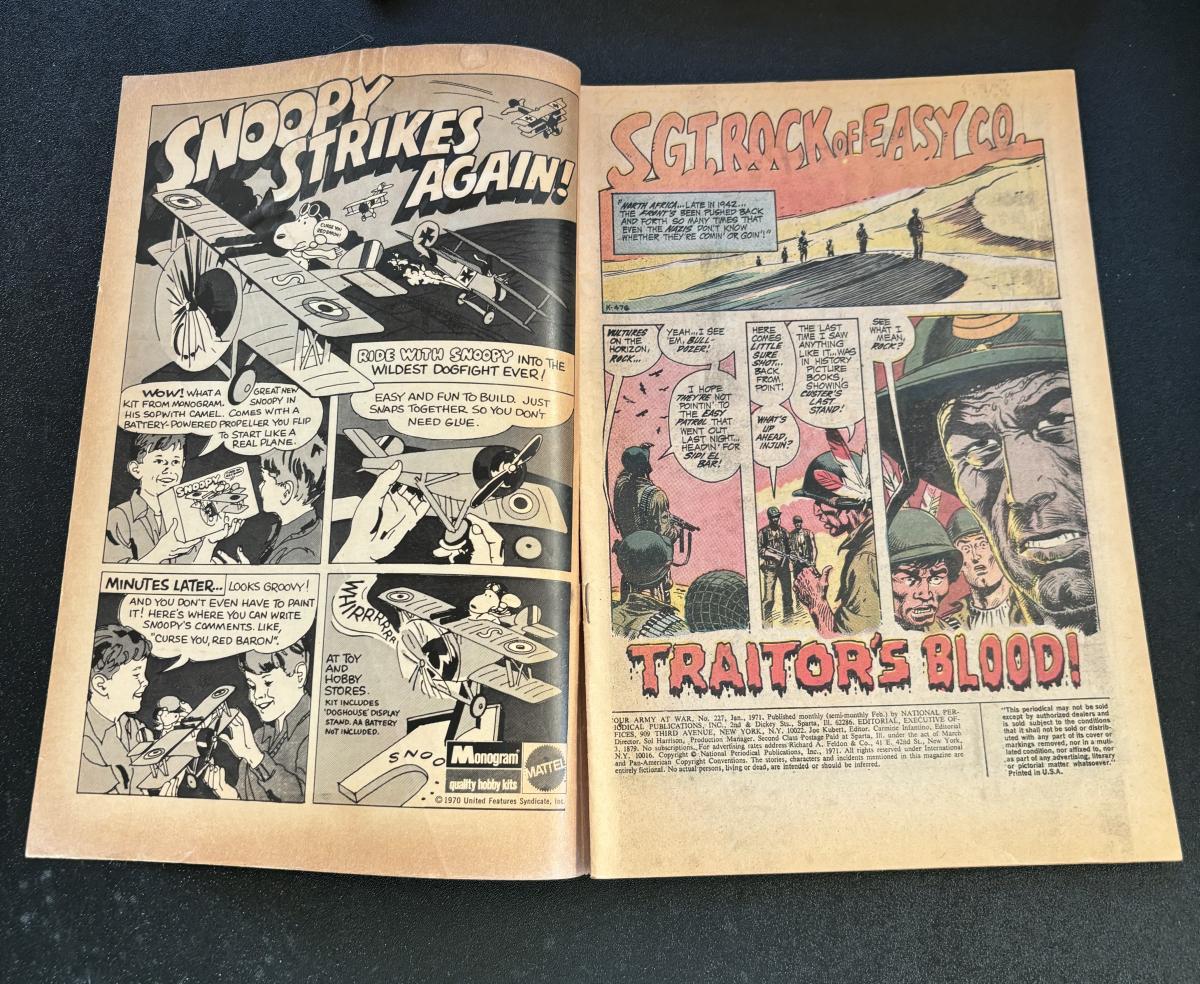 SNOOPY
STRIKES
AGAIN!
CURSE YOU
RED BARON!
RIDE WITH SNOOPY INTO THE
WILDEST DOGFIGHT EVER!
WOW! WHAT A
KIT FROM MONOGRAM.
GREAT NEW
SNOOPY IN
HIS SOPWITH CAMEL. COMES WITH A
BATTERY-POWERED PROPELLER YOU FLIP
TO START LIKE A
REAL PLANE.
SNOOPY
EASY AND FUN TO BUILD. JUST
SNAPS TOGETHER SO YOU DON'T
NEED GLUE.
MINUTES LATER... LOOKS GROOVY!
AND YOU DON'T EVEN HAVE TO PAINT
IT! HERE'S WHERE YOU CAN WRITE
SNOOPY'S COMMENTS. LIKE,
"CURSE YOU, RED BARON".
WHIRRRRR
AT TOY
AND
HOBBY
STORES.
KIT INCLUDES
'DOGHOUSE' DISPLAY
STAND. AA BATTERY
NOT INCLUDED.
SNOO
Monogram
quality hobby kits
MATTEL
© 1970 United Features Syndicate, Inc.
SGT. ROCK OF EASY CO.
"NORTH AFRICA...LATE IN 1942...
THE FRONT'S BEEN PUSHED BACK
AND FORTH SO MANY TIMES THAT
EVEN THE NAZIS DON'T KNOW
WHETHER THEY'RE COMIN' OR GOIN'!"
K-476
VULTURES
ON THE
HORIZON,
ROCK...
YEAH...I SEE
'EM, BULL-
DOZER!
I HOPE
THEY'RE NOT
POINTIN' TO
THE EASY
PATROL THAT
WENT OUT
LAST NIGHT...
HEADIN' FOR
SIDI EL
BAR!
HERE
COMES
LITTLE
SURE
SHOT...
BACK
FROM
POINT!
WHAT'S
UP
AHEAD,
INJUN?
THE LAST
TIME I SAW
ANYTHING
LIKE IT...WAS
IN HISTORY
PICTURE
BOOKS,
SHOWING
CUSTER'S
LAST
STAND!
SEE
WHAT I
MEAN,
ROCK?
TRAITOR'S BLOOD!
OUR ARMY AT WAR, No. 227, Jan., 1971. Published monthly (semi-monthly Feb.) by NATIONAL PER-
IODICAL PUBLICATIONS, INC., 2nd & Dickey Sts., Sparta, Ill. 62286. EDITORIAL, EXECUTIVE OF-
FICES, 909 THIRD AVENUE, NEW YORK, N.Y. 10022. Joe Kubert, Editor. Carmine Infantino, Editorial
Director. Sol Harrison, Production Manager. Second Class Postage Paid at Sparta, Ill. under the act of March
3, 1879. No subscriptions. For advertising rates address Richard A. Feldon & Co., 41 E. 42nd St., New York,
N.Y. 10016. Copyright © National Periodical Publications, Inc., 1971. All rights reserved under International
and Pan-American Copyright Conventions. The stories, characters and incidents mentioned in this magazine are
entirely fictional. No actual persons, living or dead, are intended or should be inferred.
"This periodical may not be sold
except by authorized dealers and
is sold subject to the conditions
that it shall not be sold or distrib-
uted with any part of its cover or
markings removed, nor in a muti-
lated condition, nor affixed to, nor
as part of any advertising, literary
or pictorial matter whatsoever."
Printed in U.S.A.